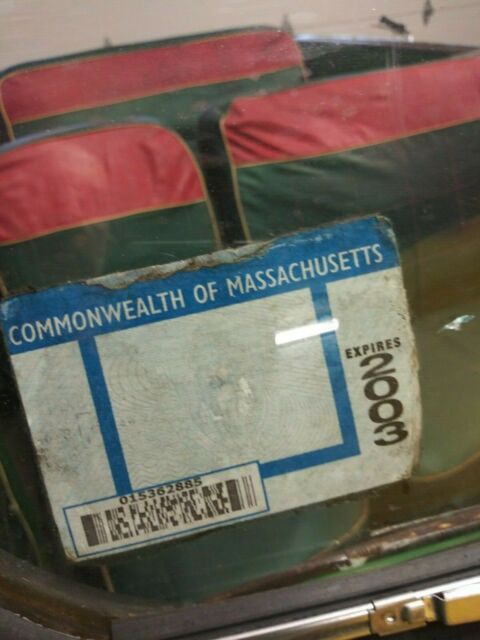 COMMONWEALTH OF MASSACHUSETTS
EXPIRES
2003
015362885